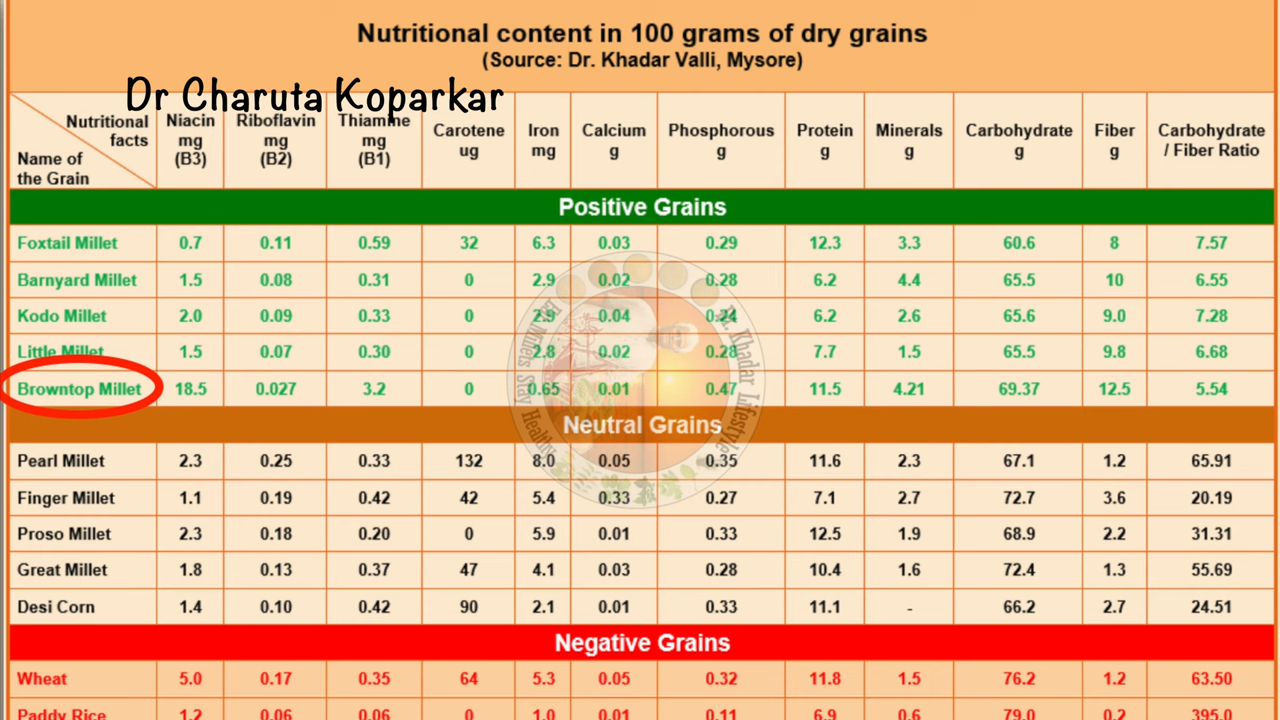 Nutritional content in 100 grams of dry grains
(Source: Dr. Khadar Valli, Mysore)
Dr Charuta Koparkar
Nutritional facts Name of the Grain Niacin mg (B3) Riboflavin mg (B2) Thiamine mg (B1) Carotene ug Iron mg Calcium g Phosphorous g Protein g Minerals g Carbohydrate g Fiber g Carbohydrate / Fiber Ratio
Positive Grains
Foxtail Millet 0.7 0.11 0.59 32 6.3 0.03 0.29 12.3 3.3 60.6 8 7.57
Barnyard Millet 1.5 0.08 0.31 0 2.9 0.02 0.28 6.2 4.4 65.5 10 6.55
Kodo Millet 2.0 0.09 0.33 0 2.9 0.04 0.24 6.2 2.6 65.6 9.0 7.28
Little Millet 1.5 0.07 0.30 0 2.8 0.02 0.28 7.7 1.5 65.5 9.8 6.68
Browntop Millet 18.5 0.027 3.2 0 0.65 0.01 0.47 11.5 4.21 69.37 12.5 5.54
Neutral Grains
Pearl Millet 2.3 0.25 0.33 132 8.0 0.05 0.35 11.6 2.3 67.1 1.2 65.91
Finger Millet 1.1 0.19 0.42 42 5.4 0.33 0.27 7.1 2.7 72.7 3.6 20.19
Proso Millet 2.3 0.18 0.20 0 5.9 0.01 0.33 12.5 1.9 68.9 2.2 31.31
Great Millet 1.8 0.13 0.37 47 4.1 0.03 0.28 10.4 1.6 72.4 1.3 55.69
Desi Corn 1.4 0.10 0.42 90 2.1 0.01 0.33 11.1 - 66.2 2.7 24.51
Negative Grains
Wheat 5.0 0.17 0.35 64 5.3 0.05 0.32 11.8 1.5 76.2 1.2 63.50
Paddy Rice 1.2 0.06 0.06 0 1.0 0.01 0.11 6.9 0.6 79.0 0.2 395.0
Eat Millets Stay Healthy
Dr. Khadar Lifestyle